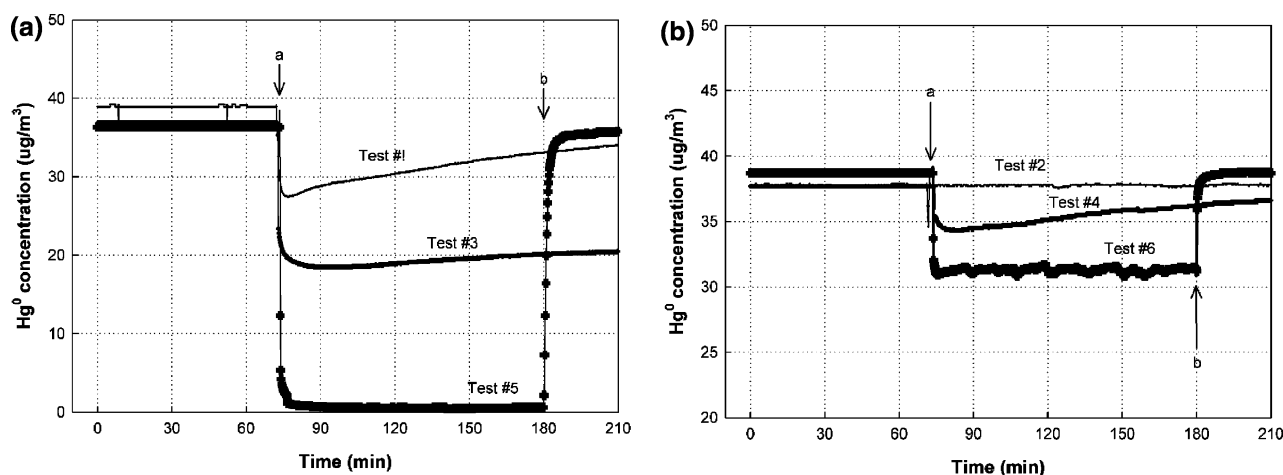 (a)
50
40
30
20
10
0
Hg⁰ concentration (ug/m³)
a
b
Test #!
Test #3
Test #5
0 30 60 90 120 150 180 210
Time (min)
(b)
50
45
40
35
30
25
20
Hg⁰ concentration (ug/m³)
a
Test #2
Test #4
Test #6
b
0 30 60 90 120 150 180 210
Time (min)